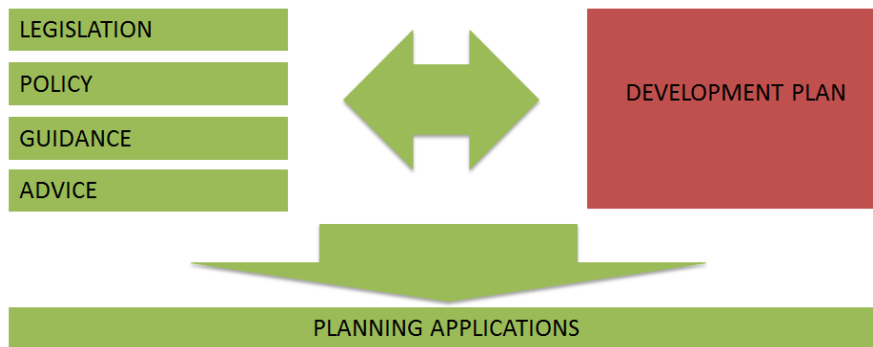 LEGISLATION
POLICY
GUIDANCE
ADVICE
DEVELOPMENT PLAN
PLANNING APPLICATIONS